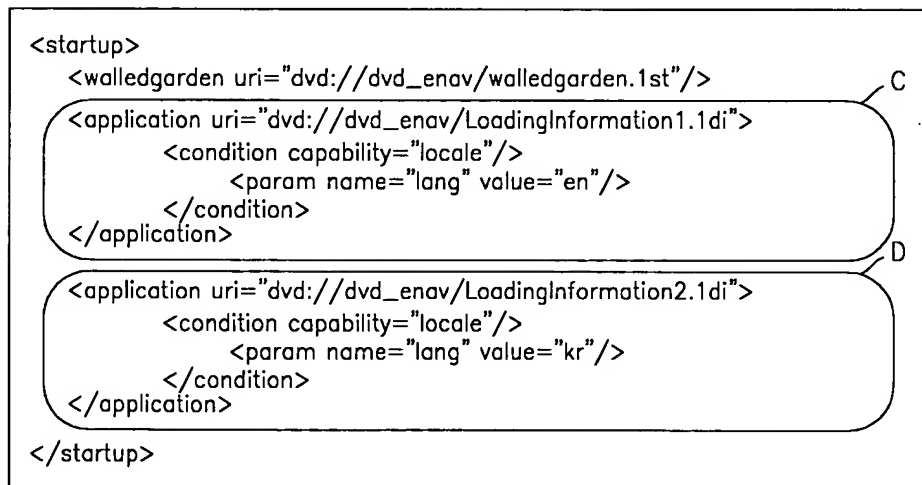 <startup>
<walledgarden uri="dvd://dvd_enav/walledgarden.1st"/>
C
<application uri="dvd://dvd_enav/LoadingInformation1.1di">
<condition capability="locale"/>
<param name="lang" value="en"/>
</condition>
</application>
D
<application uri="dvd://dvd_enav/LoadingInformation2.1di">
<condition capability="locale"/>
<param name="lang" value="kr"/>
</condition>
</application>
</startup>